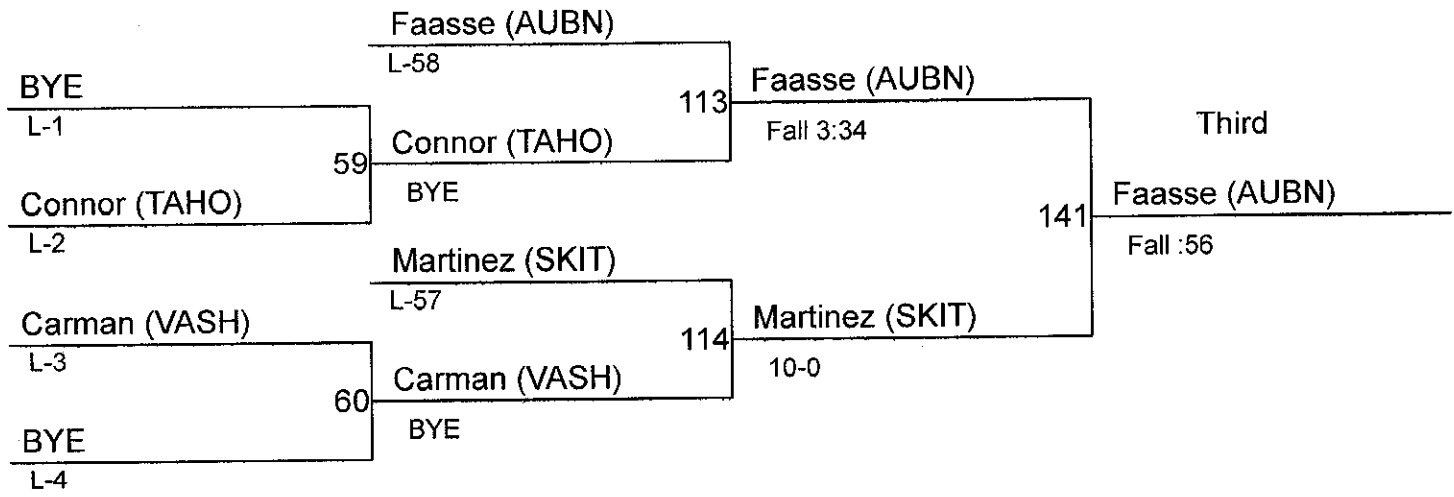 Faasse (AUBN)
L-58
BYE
L-1
113
Faasse (AUBN)
Fall 3:34
Third
59
Connor (TAHO)
BYE
Connor (TAHO)
L-2
141
Faasse (AUBN)
Fall :56
Martinez (SKIT)
L-57
Carman (VASH)
L-3
114
Martinez (SKIT)
10-0
60
Carman (VASH)
BYE
BYE
L-4